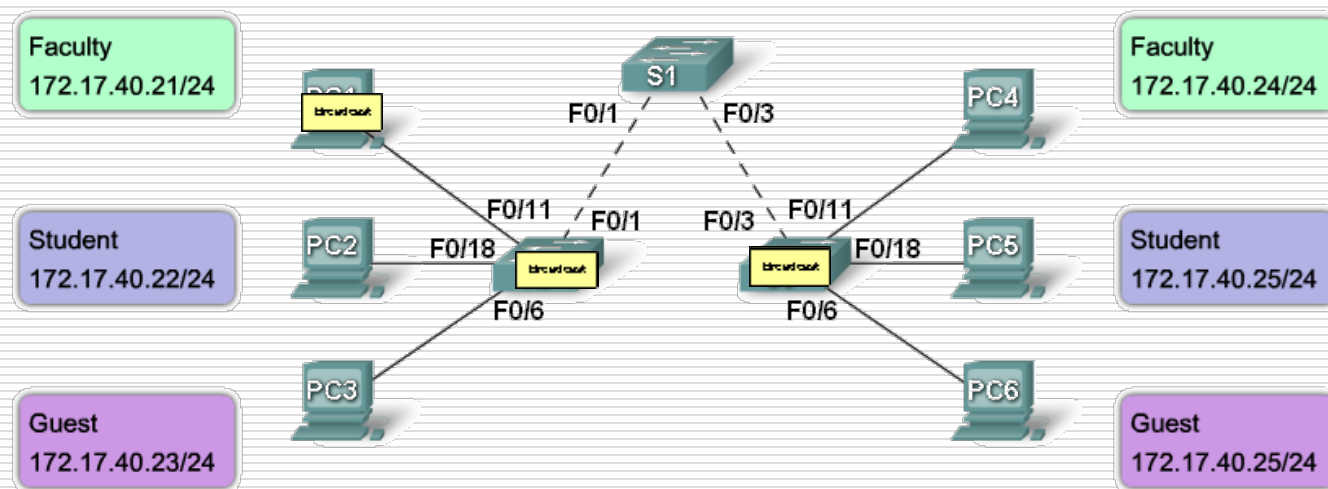 Faculty
172.17.40.21/24
Broadcast
S1
F0/1
F0/3
PC4
Faculty
172.17.40.24/24
Student
172.17.40.22/24
PC2
F0/18
F0/11
F0/1
Broadcast
F0/6
F0/3
F0/11
Broadcast
F0/18
F0/6
PC5
Student
172.17.40.25/24
Guest
172.17.40.23/24
PC3
PC6
Guest
172.17.40.25/24